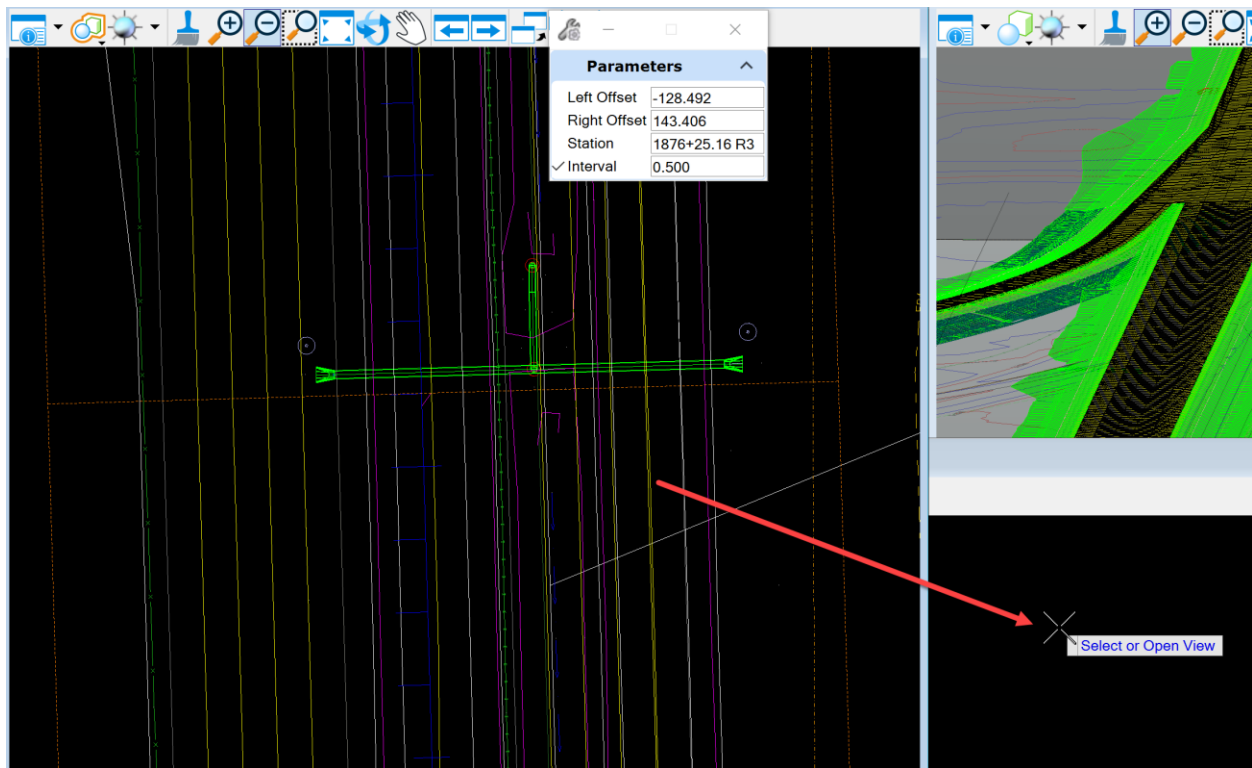 Parameters
Left Offset -128.492
Right Offset 143.406
Station 1876+25.16 R3
Interval 0.500
Select or Open View